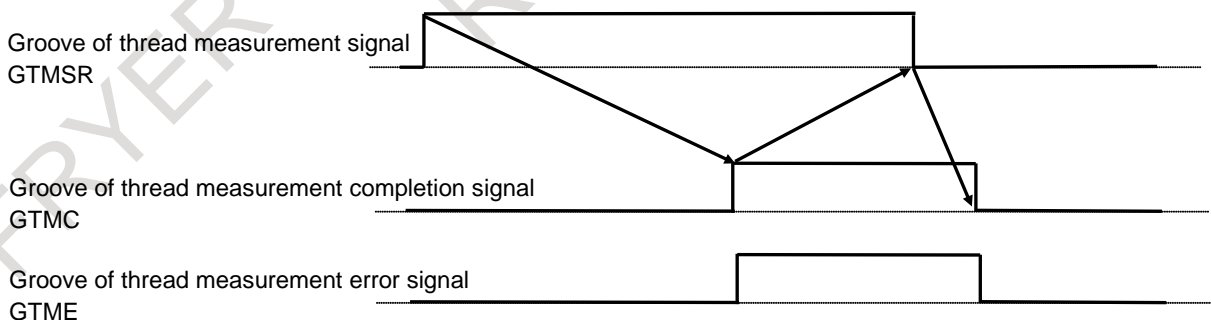 Groove of thread measurement signal
GTMSR
Groove of thread measurement completion signal
GTMC
Groove of thread measurement error signal
GTME
FRYER